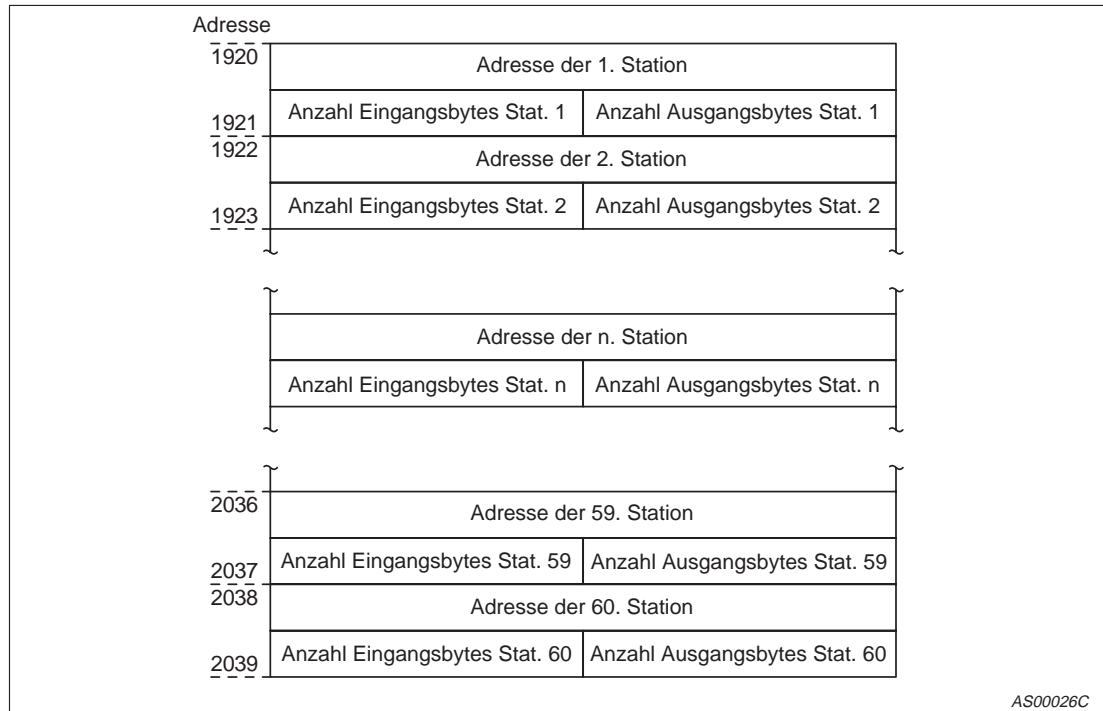 Adresse
1920
Adresse der 1. Station
Anzahl Eingangsbytes Stat. 1 Anzahl Ausgangsbytes Stat. 1
1921
1922
Adresse der 2. Station
Anzahl Eingangsbytes Stat. 2 Anzahl Ausgangsbytes Stat. 2
1923
Adresse der n. Station
Anzahl Eingangsbytes Stat. n Anzahl Ausgangsbytes Stat. n
2036
Adresse der 59. Station
Anzahl Eingangsbytes Stat. 59 Anzahl Ausgangsbytes Stat. 59
2037
2038
Adresse der 60. Station
Anzahl Eingangsbytes Stat. 60 Anzahl Ausgangsbytes Stat. 60
2039
AS00026C